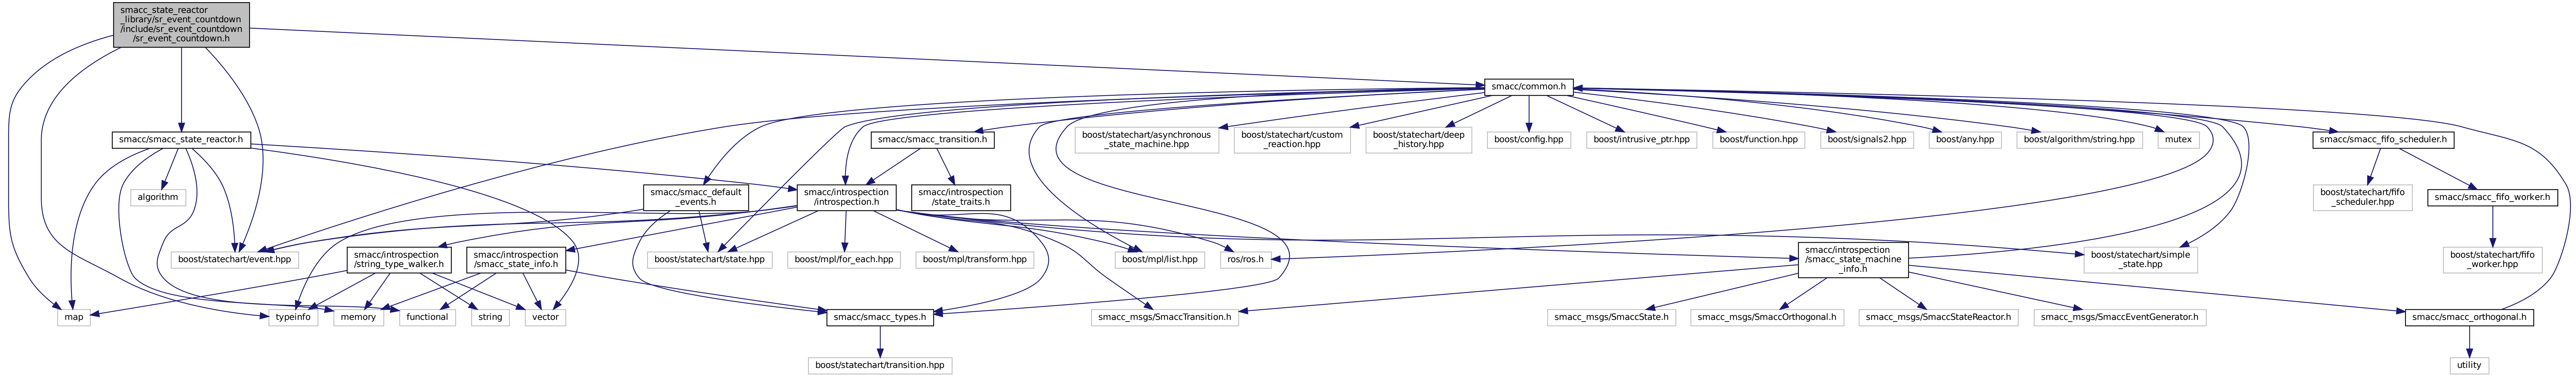 smacc_state_reactor
_library/sr_event_countdown
/include/sr_event_countdown
/sr_event_countdown.h
smacc/common.h
smacc/smacc_state_reactor.h
smacc/smacc_transition.h
boost/statechart/asynchronous
_state_machine.hpp
boost/statechart/custom
_reaction.hpp
boost/statechart/deep
_history.hpp
boost/config.hpp
boost/intrusive_ptr.hpp
boost/function.hpp
boost/signals2.hpp
boost/any.hpp
boost/algorithm/string.hpp
mutex
smacc/smacc_fifo_scheduler.h
algorithm
smacc/smacc_default
_events.h
smacc/introspection
/introspection.h
smacc/introspection
/state_traits.h
boost/statechart/fifo
_scheduler.hpp
smacc/smacc_fifo_worker.h
boost/statechart/event.hpp
smacc/introspection
/string_type_walker.h
smacc/introspection
/smacc_state_info.h
boost/statechart/state.hpp
boost/mpl/for_each.hpp
boost/mpl/transform.hpp
boost/mpl/list.hpp
ros/ros.h
smacc/introspection
/smacc_state_machine
_info.h
boost/statechart/simple
_state.hpp
boost/statechart/fifo
_worker.hpp
map
typeinfo
memory
functional
string
vector
smacc/smacc_types.h
smacc_msgs/SmaccTransition.h
smacc_msgs/SmaccState.h
smacc_msgs/SmaccOrthogonal.h
smacc_msgs/SmaccStateReactor.h
smacc_msgs/SmaccEventGenerator.h
smacc/smacc_orthogonal.h
boost/statechart/transition.hpp
utility